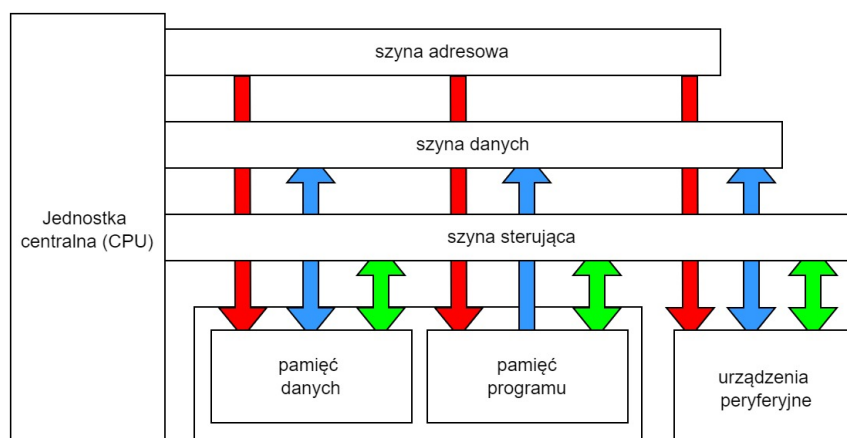 szyna adresowa
szyna danych
Jednostka
centralna (CPU)
szyna sterująca
pamięć
danych
pamięć
programu
urządzenia
peryferyjne